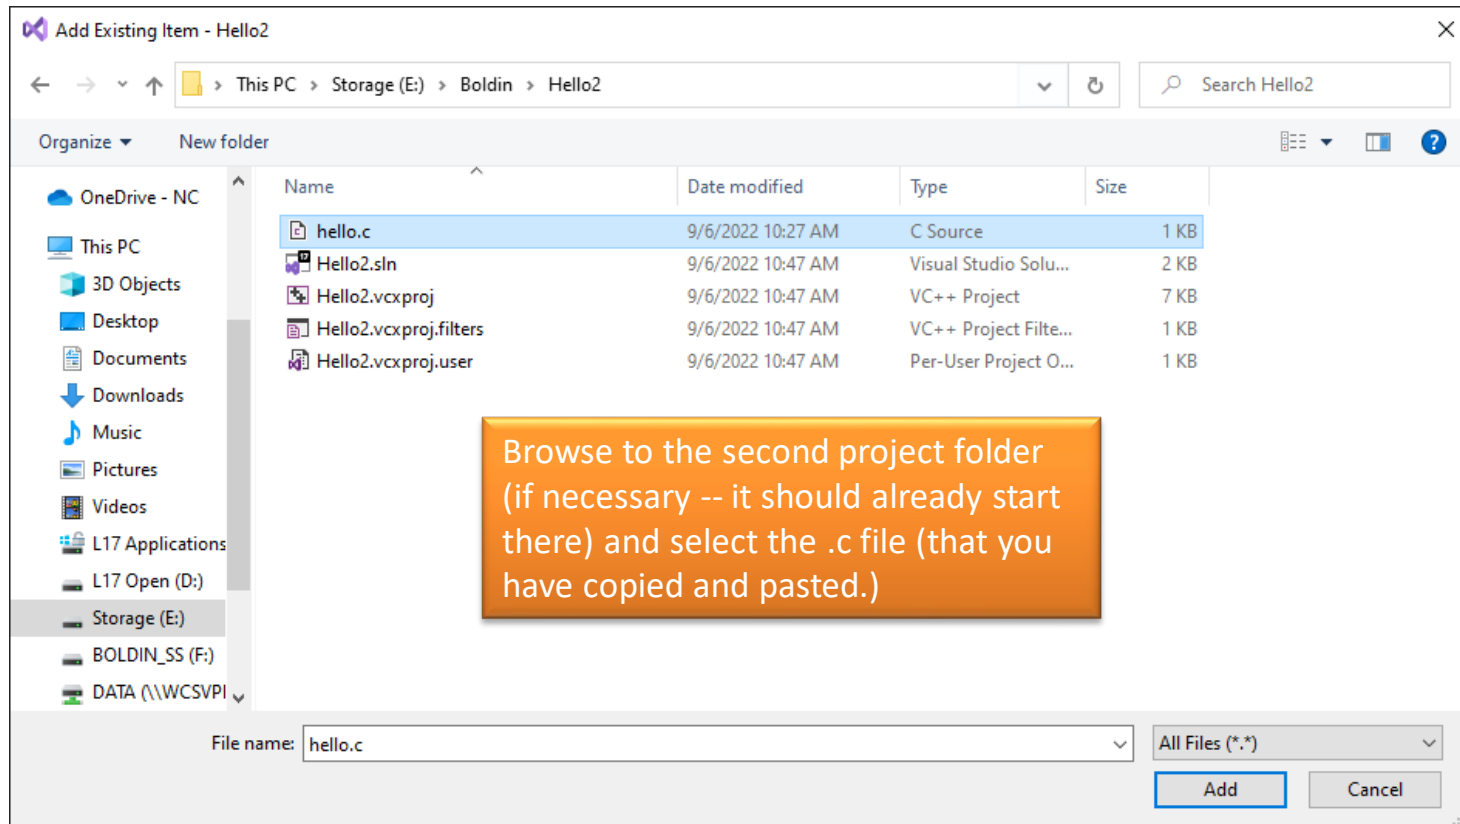 Add Existing Item - Hello2
This PC > Storage (E:) > Boldin > Hello2
Search Hello2
Organize
New folder
Name Date modified Type Size
hello.c 9/6/2022 10:27 AM C Source 1 KB
Hello2.sln 9/6/2022 10:47 AM Visual Studio Solu... 2 KB
Hello2.vcxproj 9/6/2022 10:47 AM VC++ Project 7 KB
Hello2.vcxproj.filters 9/6/2022 10:47 AM VC++ Project Filte... 1 KB
Hello2.vcxproj.user 9/6/2022 10:47 AM Per-User Project O... 1 KB
OneDrive - NC
This PC
3D Objects
Desktop
Documents
Downloads
Music
Pictures
Videos
L17 Applications
L17 Open (D:)
Storage (E:)
BOLDIN_SS (F:)
DATA (\\WCSVPI
Browse to the second project folder
(if necessary -- it should already start
there) and select the .c file (that you
have copied and pasted.)
File name: hello.c
All Files (*.*)
Add
Cancel